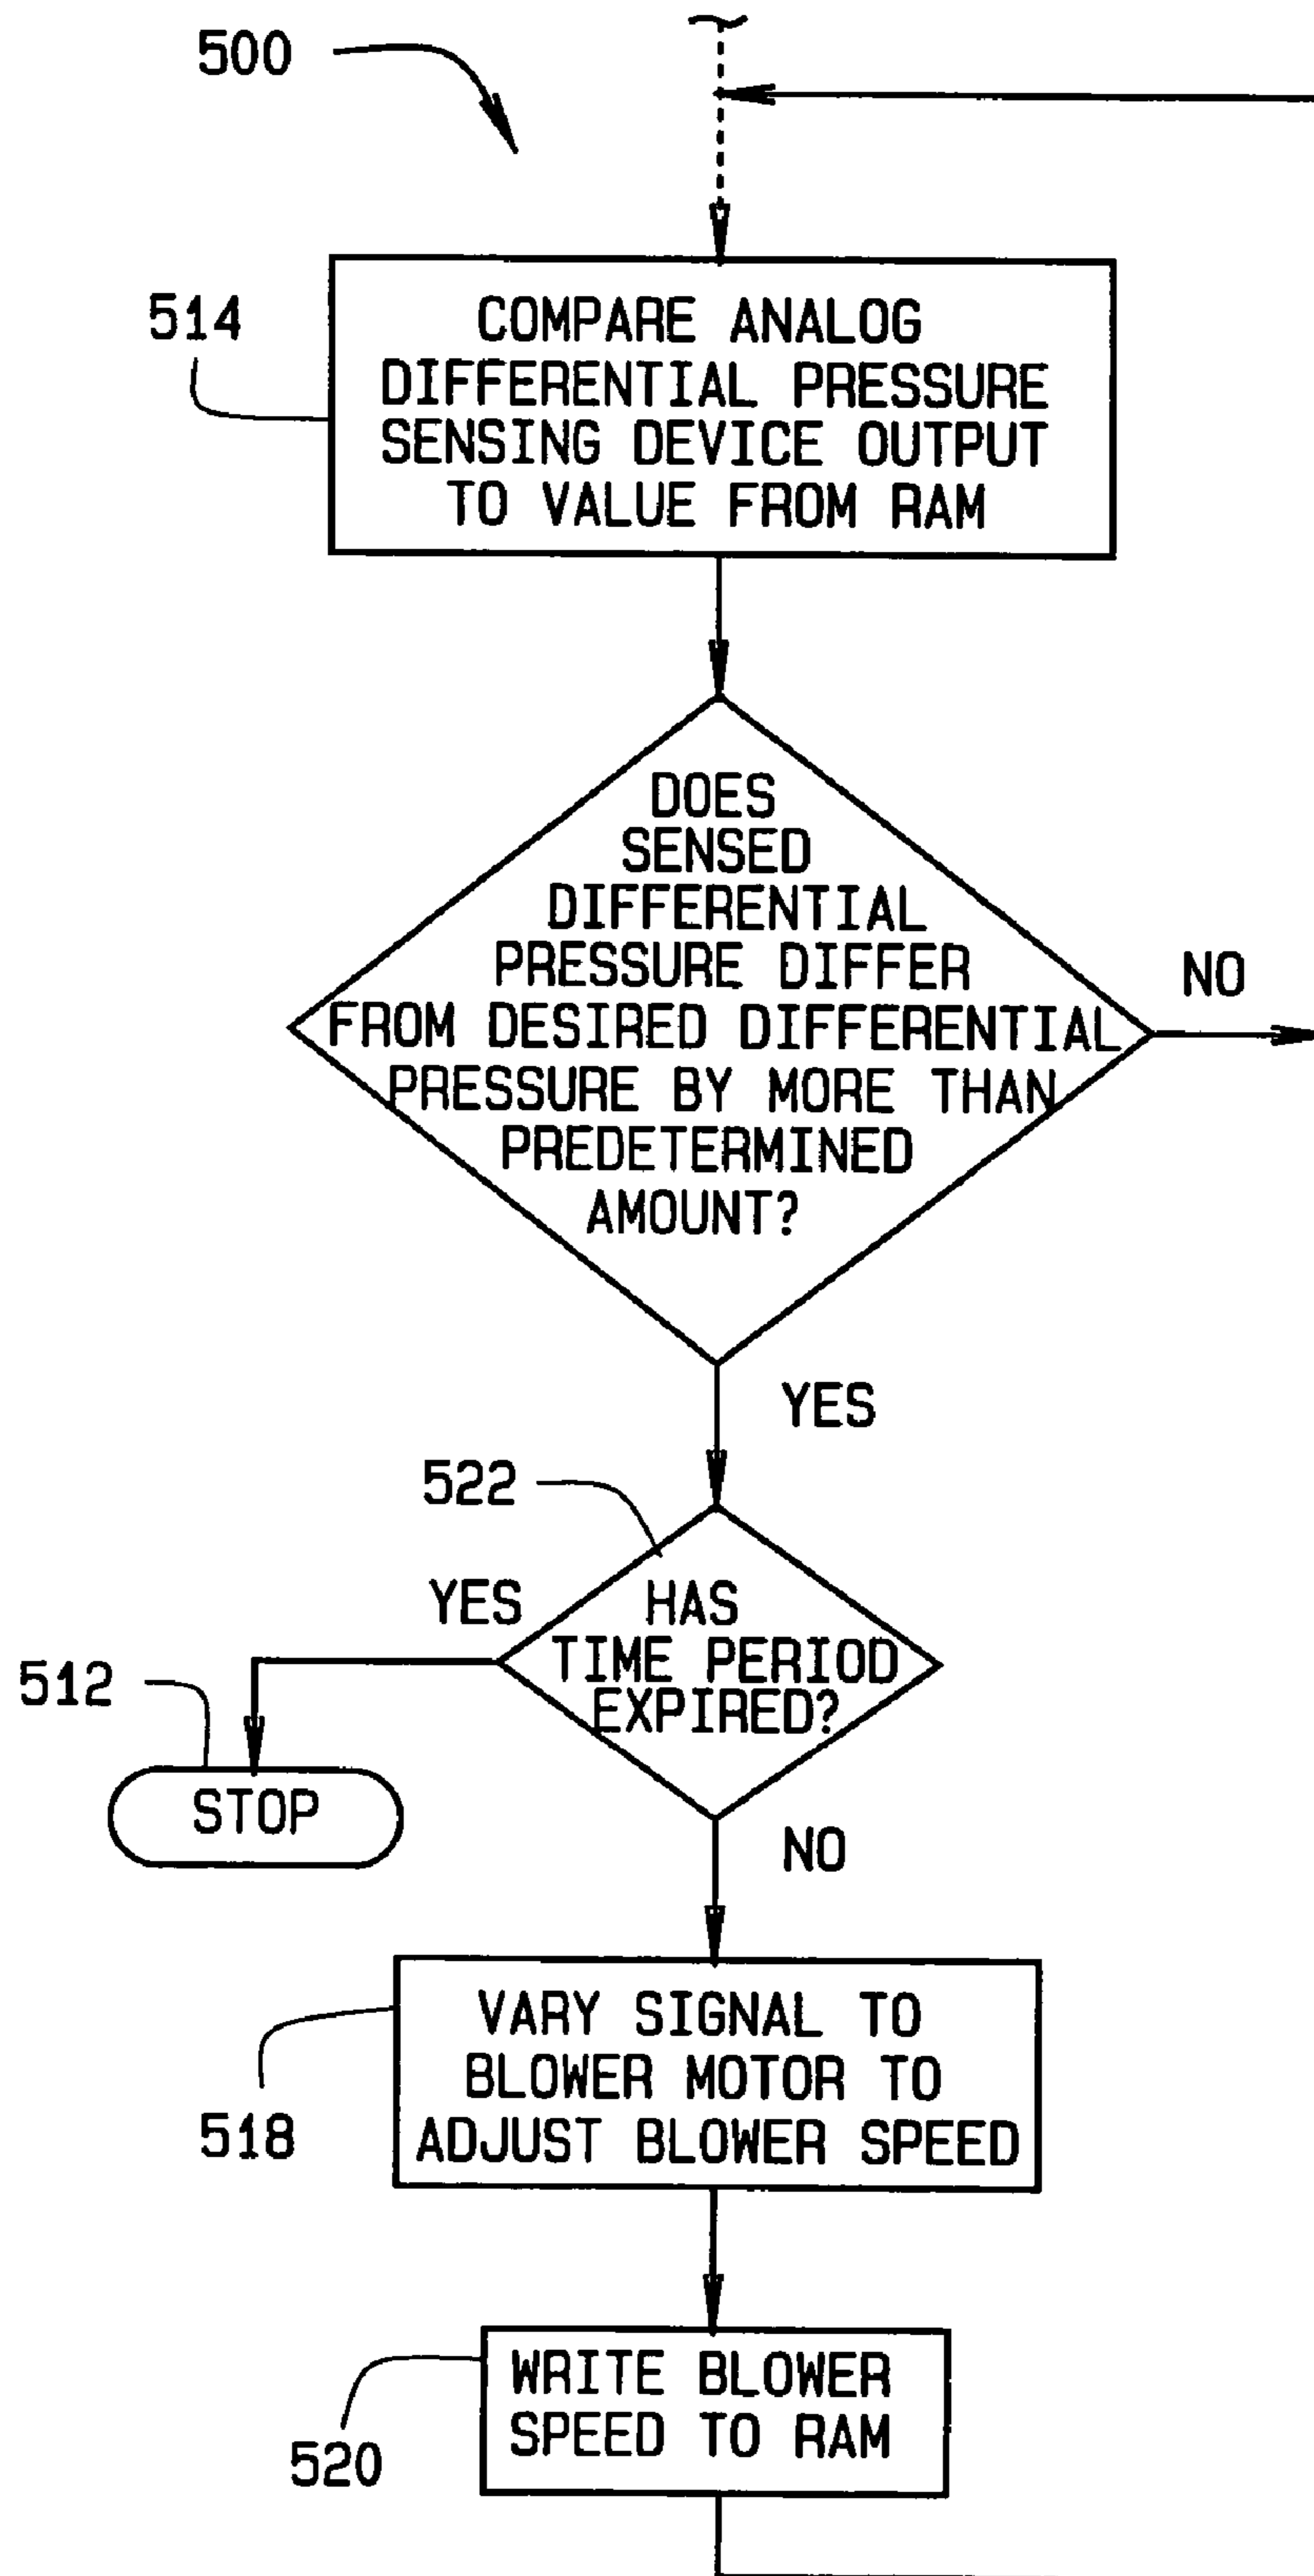 500
514
COMPARE ANALOG
DIFFERENTIAL PRESSURE
SENSING DEVICE OUTPUT
TO VALUE FROM RAM
DOES
SENSED
DIFFERENTIAL
PRESSURE DIFFER
FROM DESIRED DIFFERENTIAL
PRESSURE BY MORE THAN
PREDETERMINED
AMOUNT?
NO
YES
522
YES
HAS
TIME PERIOD
EXPIRED?
512
STOP
NO
VARY SIGNAL TO
BLOWER MOTOR TO
ADJUST BLOWER SPEED
518
WRITE BLOWER
SPEED TO RAM
520